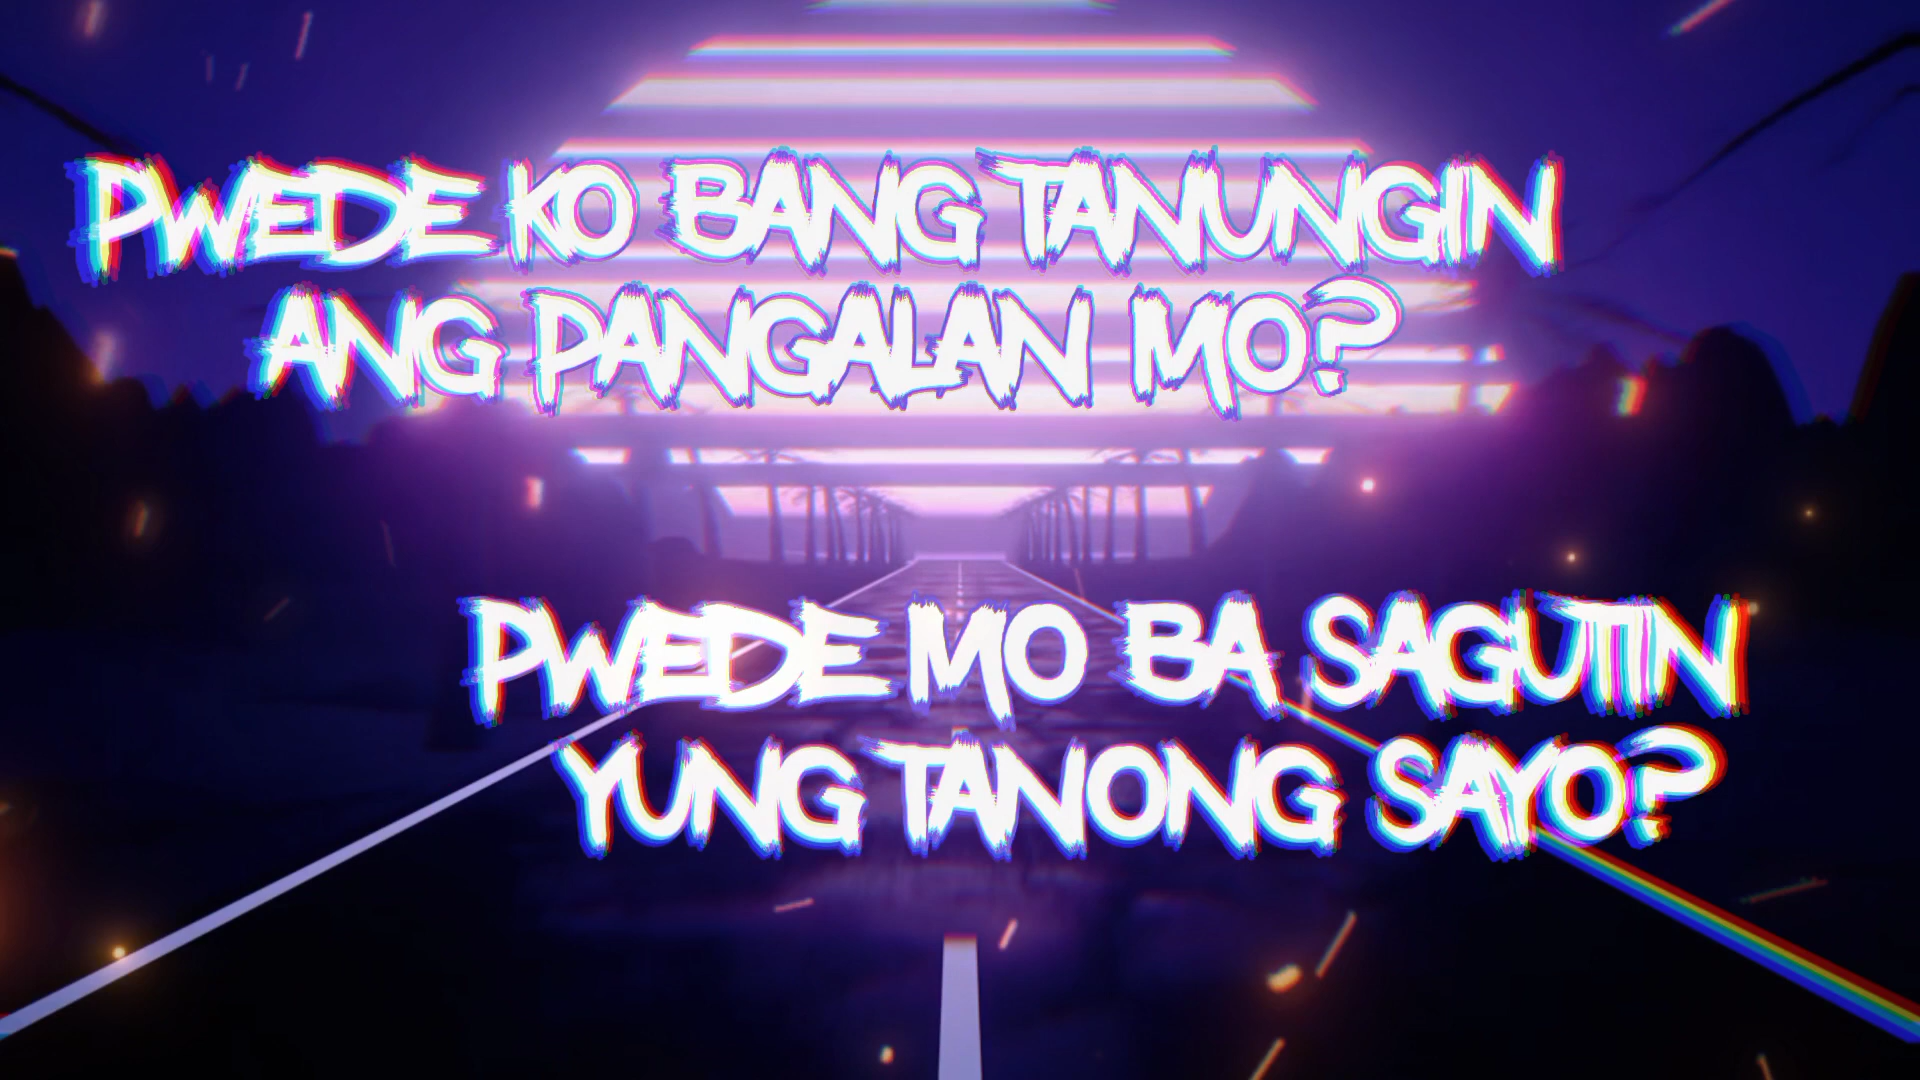 PWEDE KO BANG TANUNGIN
ANG PANGALAN MO?
PWEDE MO BA SAGUTIN
YUNG TANONG SAYO?